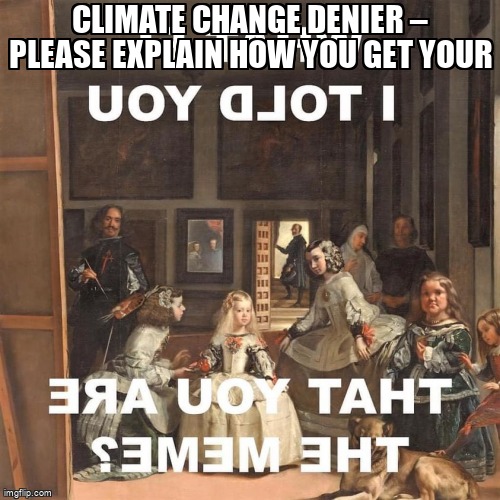 CLIMATE CHANGE DENIER –
PLEASE EXPLAIN HOW YOU GET YOUR
I TOLD YOU
THAT YOU ARE
THE MEME?
imgflip.com